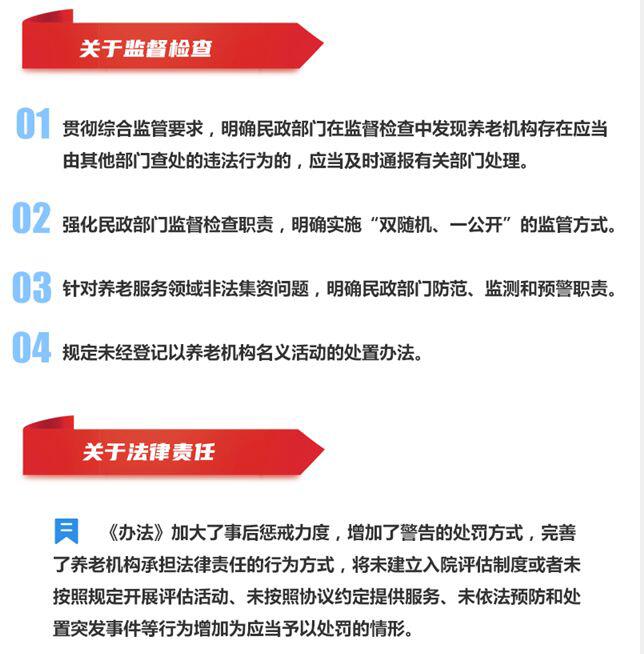 关于监督检查
01
贯彻综合监管要求，明确民政部门在监督检查中发现养老机构存在应当
由其他部门查处的违法行为的，应当及时通报有关部门处理。
02
强化民政部门监督检查职责，明确实施“双随机、一公开”的监管方式。
03
针对养老服务领域非法集资问题，明确民政部门防范、监测和预警职责。
04
规定未经登记以养老机构名义活动的处置办法。
关于法律责任
《办法》加大了事后惩戒力度，增加了警告的处罚方式，完善
了养老机构承担法律责任的行为方式，将未建立入院评估制度或者未
按照规定开展评估活动、未按照协议约定提供服务、未依法预防和处
置突发事件等行为增加为应当予以处罚的情形。